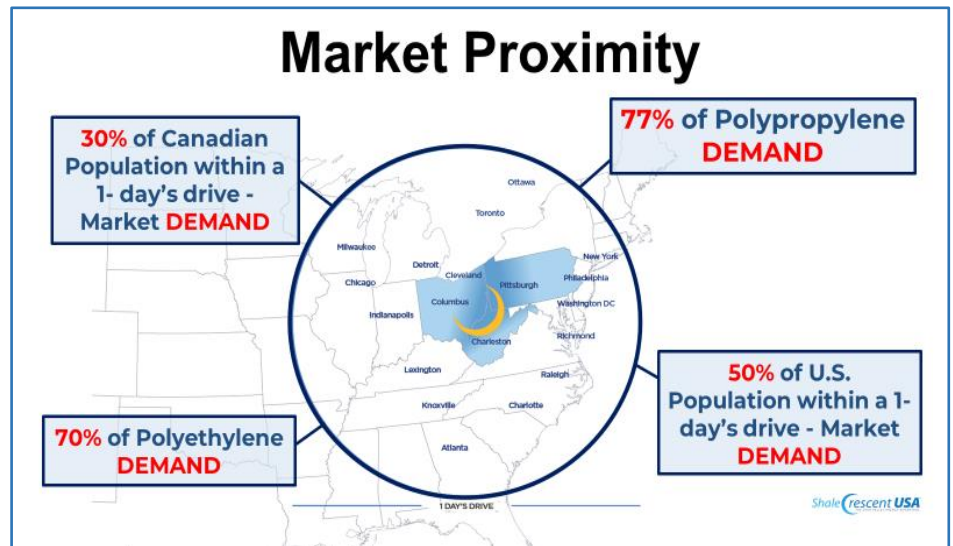 Market Proximity
30% of Canadian
Population within a
1- day's drive -
Market DEMAND
77% of Polypropylene
DEMAND
Ottawa
Toronto
Milwaukee
Detroit
New York
Cleveland
Chicago
Pittsburgh
Philadelphia
Columbus
Washington DC
Indianapolis
Charleston
Richmond
Lexington
Raleigh
Knoxville
Charlotte
Atlanta
70% of Polyethylene
DEMAND
50% of U.S.
Population within a 1-
day's drive - Market
DEMAND
1 DAY'S DRIVE
Shale Crescent USA